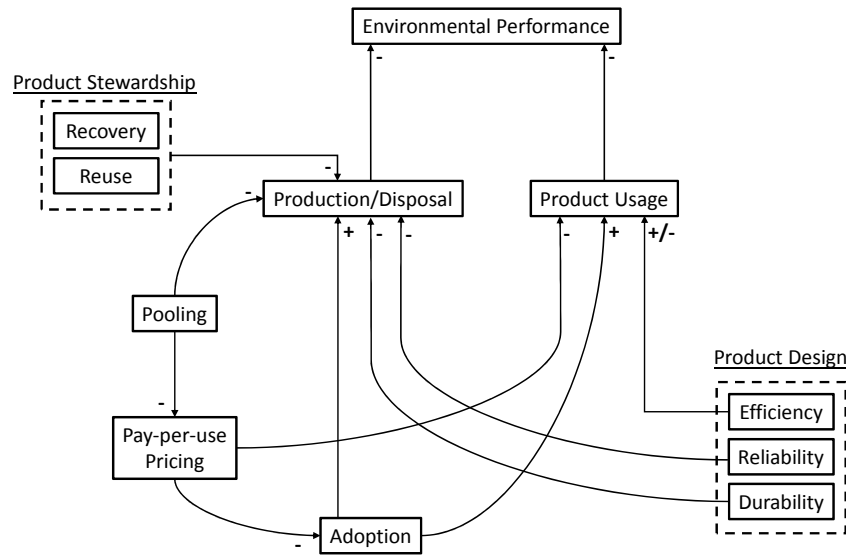 Environmental Performance
-
-
Product Stewardship
Recovery
Reuse
-
-
Production/Disposal
Product Usage
+
-
-
-
+
+/-
Pooling
Product Design
-
Efficiency
Pay-per-use
Pricing
Reliability
Durability
-
Adoption